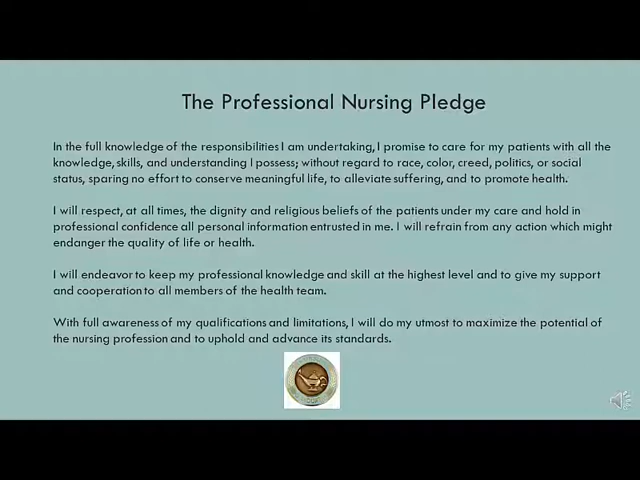 The Professional Nursing Pledge
In the full knowledge of the responsibilities I am undertaking, I promise to care for my patients with all the
knowledge, skills, and understanding I possess; without regard to race, color, creed, politics, or social
status, sparing no effort to conserve meaningful life, to alleviate suffering, and to promote health.
I will respect, at all times, the dignity and religious beliefs of the patients under my care and hold in
professional confidence all personal information entrusted in me. I will refrain from any action which might
endanger the quality of life or health.
I will endeavor to keep my professional knowledge and skill at the highest level and to give my support
and cooperation to all members of the health team.
With full awareness of my qualifications and limitations, I will do my utmost to maximize the potential of
the nursing profession and to uphold and advance its standards.